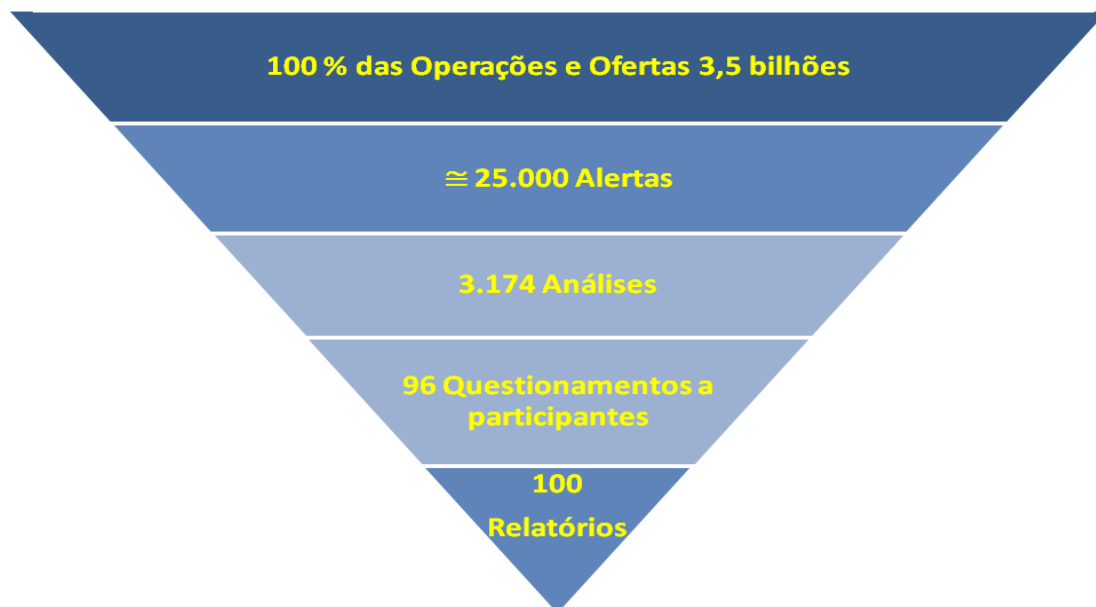 100 % das Operações e Ofertas 3,5 bilhões
≅ 25.000 Alertas
3.174 Análises
96 Questionamentos a
participantes
100
Relatórios